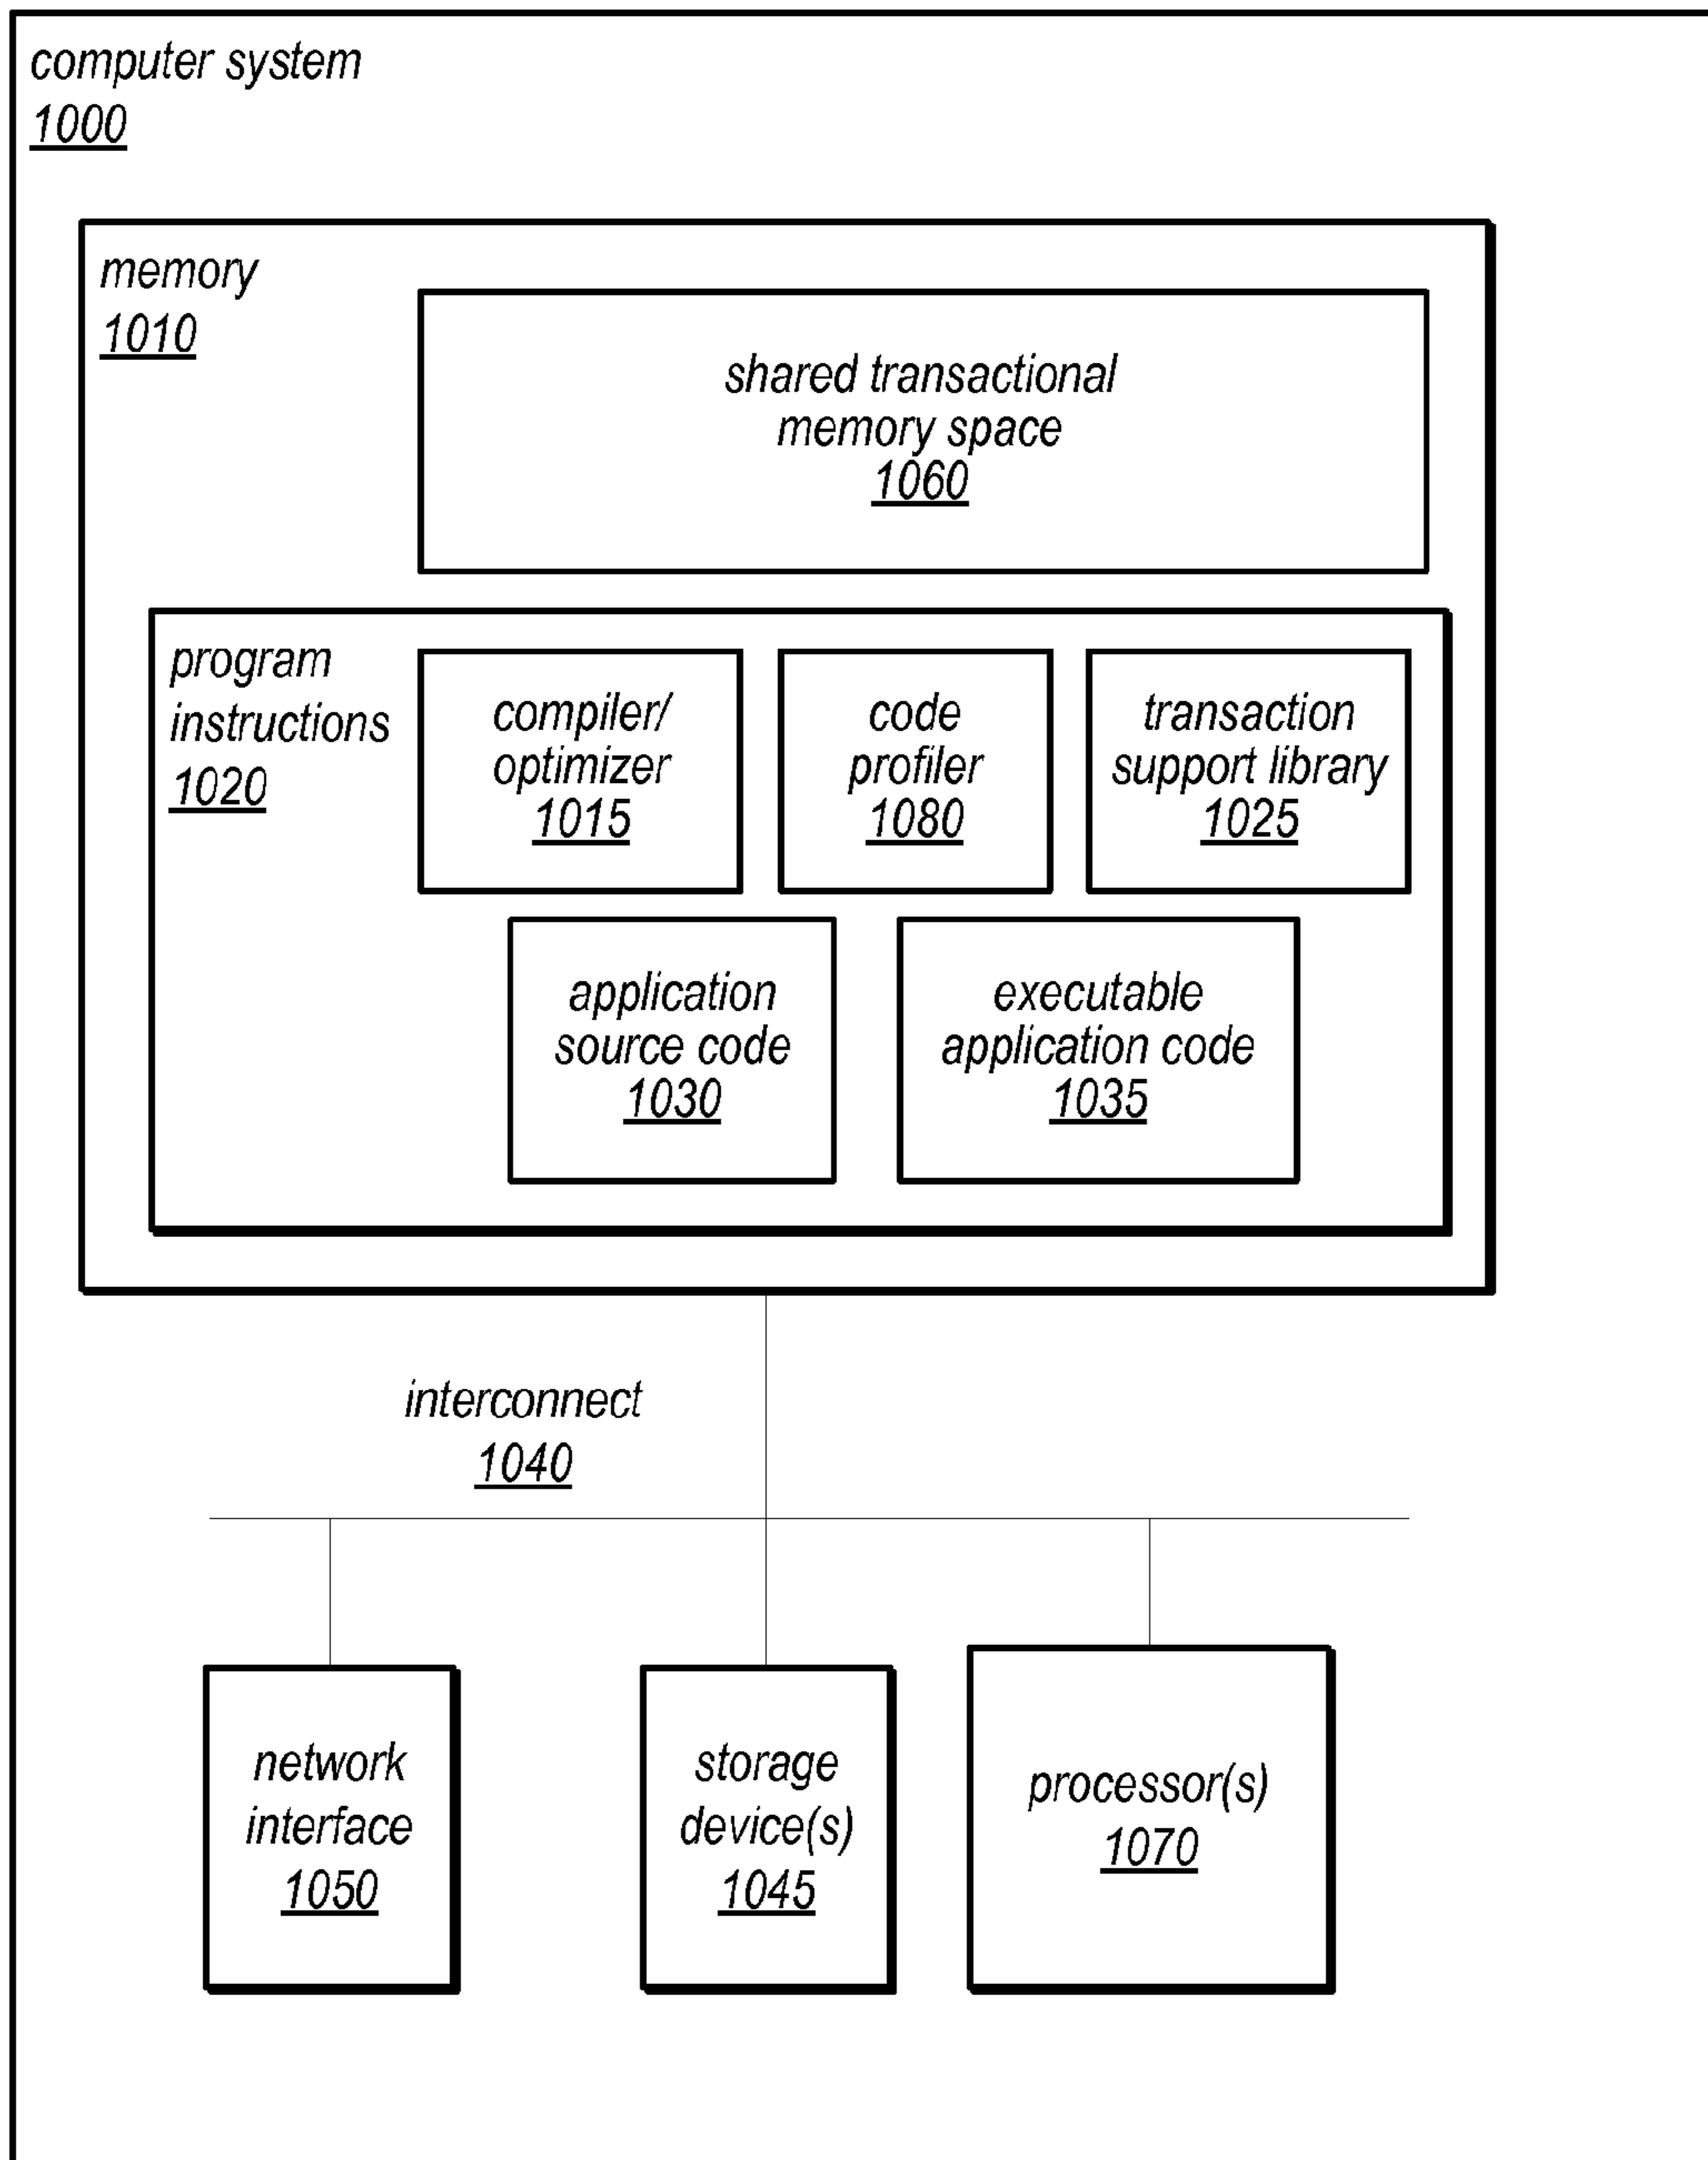 computer system
1000
memory
1010
shared transactional
memory space
1060
program
instructions
1020
compiler/
optimizer
1015
code
profiler
1080
transaction
support library
1025
application
source code
1030
executable
application code
1035
interconnect
1040
network
interface
1050
storage
device(s)
1045
processor(s)
1070